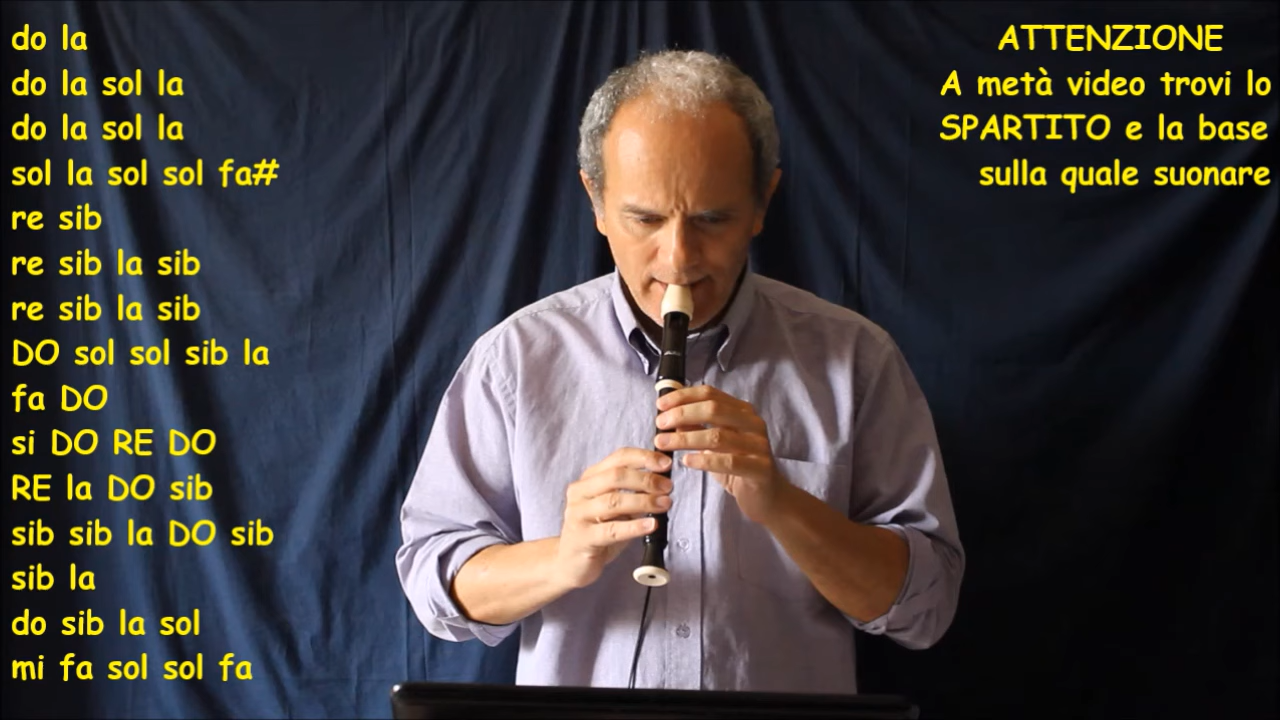 do la
do la sol la
do la sol la
sol la sol sol fa#
re sib
re sib la sib
re sib la sib
DO sol sol sib la
fa DO
si DO RE DO
RE la DO sib
sib sib la DO sib
sib la
do sib la sol
mi fa sol sol fa
ATTENZIONE
A metà video trovi lo
SPARTITO e la base
sulla quale suonare